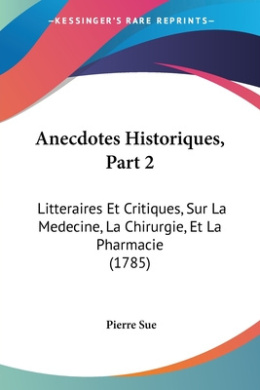 KESSINGER'S RARE REPRINTS
Anecdotes Historiques,
Part 2
Litteraires Et Critiques, Sur La
Medecine, La Chirurgie, Et La
Pharmacie
(1785)
Pierre Sue